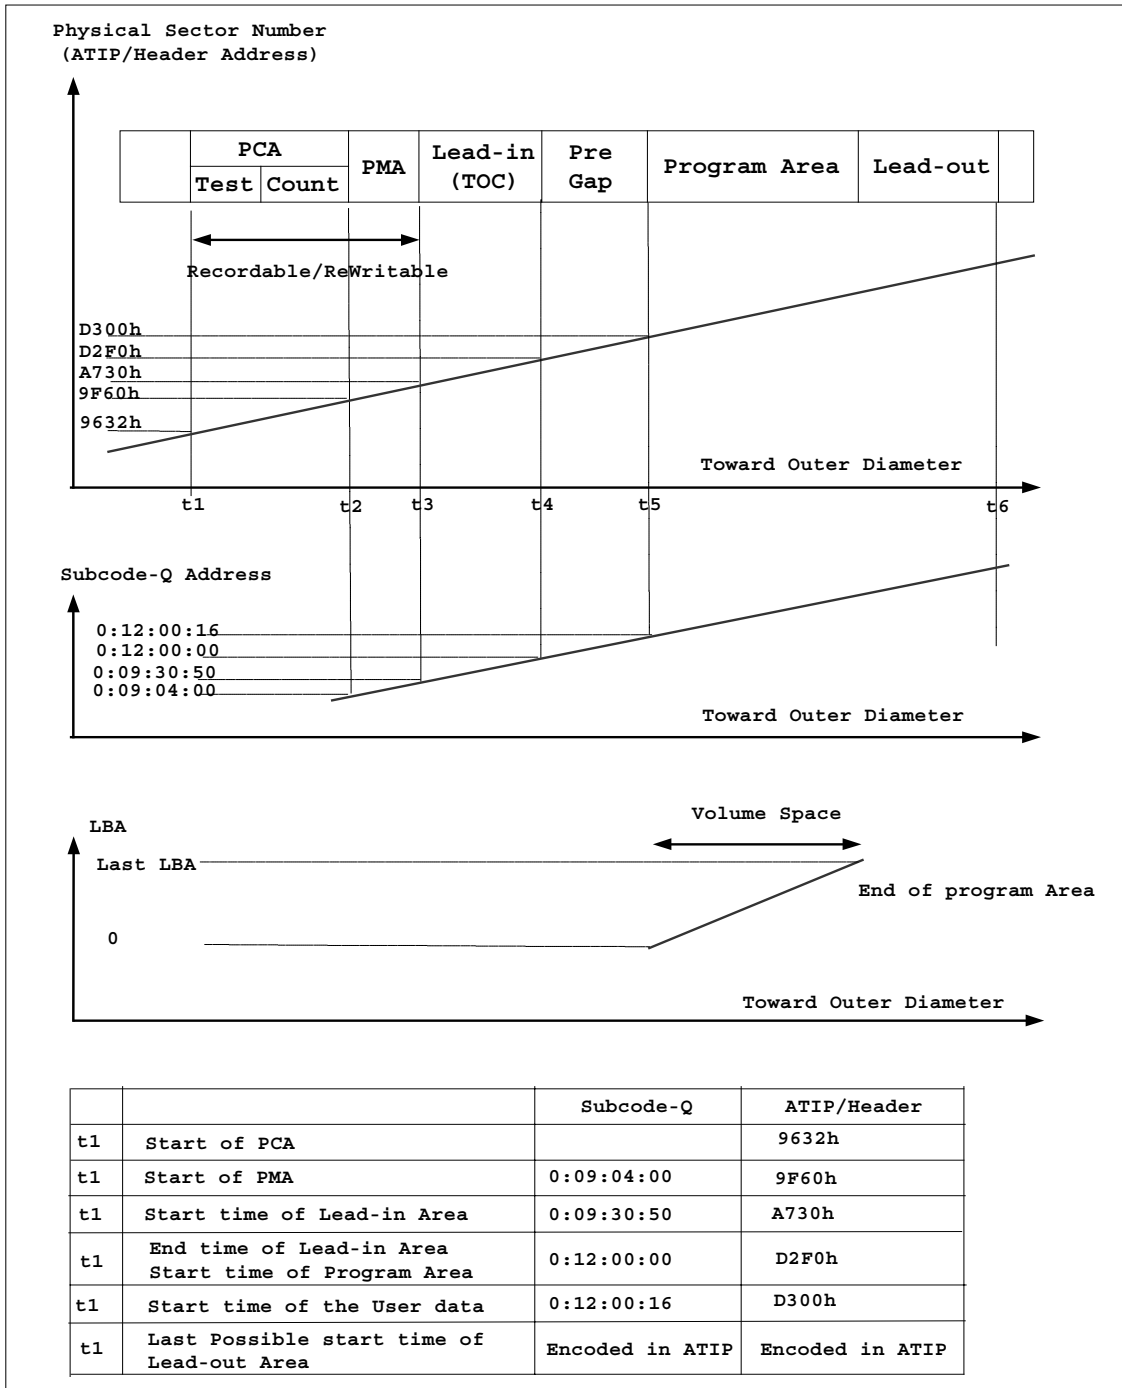 Physical Sector Number
(ATIP/Header Address)
PCA
Test Count
PMA
Lead-in
(TOC)
Pre
Gap
Program Area
Lead-out
Recordable/ReWritable
D300h
D2F0h
A730h
9F60h
9632h
Toward Outer Diameter
t1 t2 t3 t4 t5 t6
Subcode-Q Address
0:12:00:16
0:12:00:00
0:09:30:50
0:09:04:00
Toward Outer Diameter
Volume Space
LBA
Last LBA
End of program Area
0
Toward Outer Diameter
Subcode-Q ATIP/Header
t1 Start of PCA 9632h
t1 Start of PMA 0:09:04:00 9F60h
t1 Start time of Lead-in Area 0:09:30:50 A730h
t1 End time of Lead-in Area
Start time of Program Area 0:12:00:00 D2F0h
t1 Start time of the User data 0:12:00:16 D300h
t1 Last Possible start time of
Lead-out Area Encoded in ATIP Encoded in ATIP